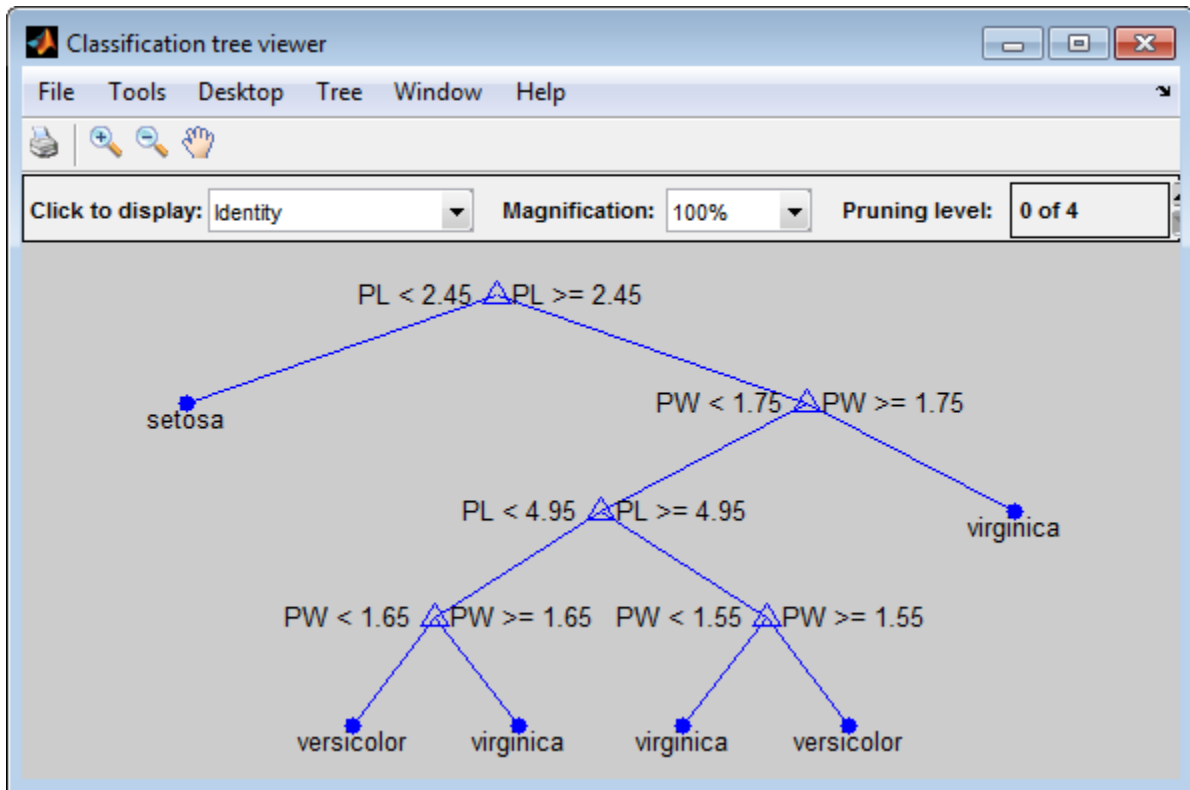 Classification tree viewer
File Tools Desktop Tree Window Help
Click to display: Identity Magnification: 100% Pruning level: 0 of 4
PL < 2.45 PL >= 2.45
setosa PW < 1.75 PW >= 1.75
PL < 4.95 PL >= 4.95 virginica
PW < 1.65 PW >= 1.65 PW < 1.55 PW >= 1.55
versicolor virginica virginica versicolor